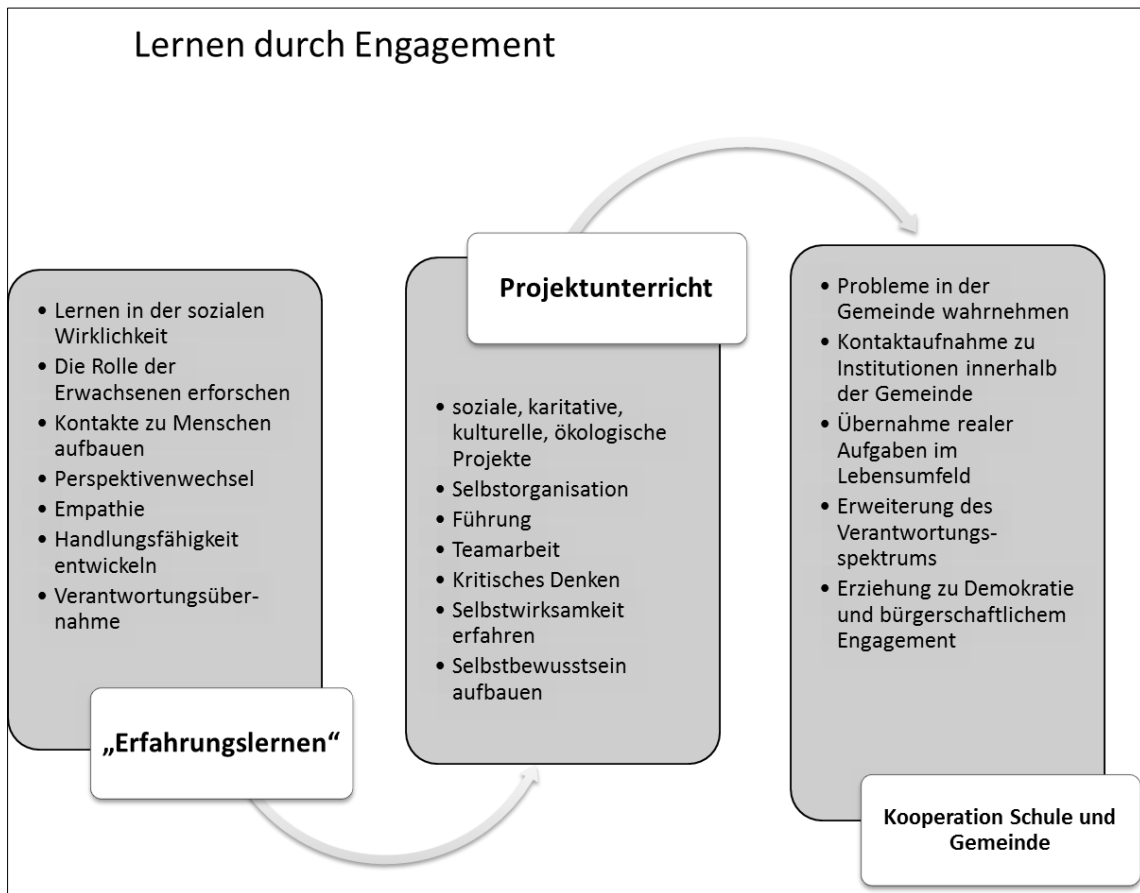 Lernen durch Engagement
• Lernen in der sozialen
Wirklichkeit
• Die Rolle der
Erwachsenen erforschen
• Kontakte zu Menschen
aufbauen
• Perspektivenwechsel
• Empathie
• Handlungsfähigkeit
entwickeln
• Verantwortungsüber-
nahme
„Erfahrungslernen“
Projektunterricht
• soziale, karitative,
kulturelle, ökologische
Projekte
• Selbstorganisation
• Führung
• Teamarbeit
• Kritisches Denken
• Selbstwirksamkeit
erfahren
• Selbstbewusstsein
aufbauen
• Probleme in der
Gemeinde wahrnehmen
• Kontaktaufnahme zu
Institutionen innerhalb
der Gemeinde
• Übernahme realer
Aufgaben im
Lebensumfeld
• Erweiterung des
Verantwortungs-
spektrums
• Erziehung zu Demokratie
und bürgerschaftlichem
Engagement
Kooperation Schule und
Gemeinde